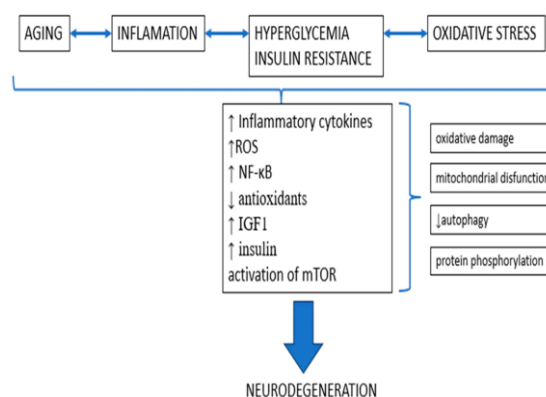 AGING
INFLAMATION
HYPERGLYCEMIA
INSULIN RESISTANCE
OXIDATIVE STRESS
↑ Inflammatory cytokines
↑ROS
↑ NF-κB
↓ antioxidants
↑ IGF1
↑ insulin
activation of mTOR
oxidative damage
mitochondrial disfunction
↓autophagy
protein phosphorylation
NEURODEGENERATION